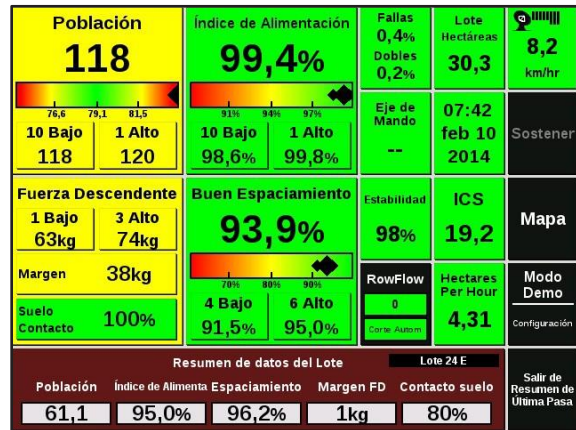 Población
118
76,6 79,1 81,5
10 Bajo 1 Alto
118 120
Índice de Alimentación
99,4%
91% 94% 97%
10 Bajo 1 Alto
98,6% 99,8%
Fallas
0,4%
Dobles
0,2%
Lote
Hectáreas
30,3
8,2
km/hr
Eje de
Mando
--
07:42
feb 10
2014
Sostener
Fuerza Descendente
1 Bajo 3 Alto
63kg 74kg
Margen 38kg
Suelo
Contacto 100%
Buen Espaciamiento
93,9%
70% 80% 90%
4 Bajo 6 Alto
91,5% 95,0%
Estabilidad
98%
ICS
19,2
Mapa
RowFlow
0
Corte Autom
Hectares
Per Hour
4,31
Modo
Demo
Configuración
Resumen de datos del Lote Lote 24 E
Población Índice de Alimenta Espaciamiento Margen FD Contacto suelo
61,1 95,0% 96,2% 1kg 80%
Salir de
Resumen de
Última Pasa